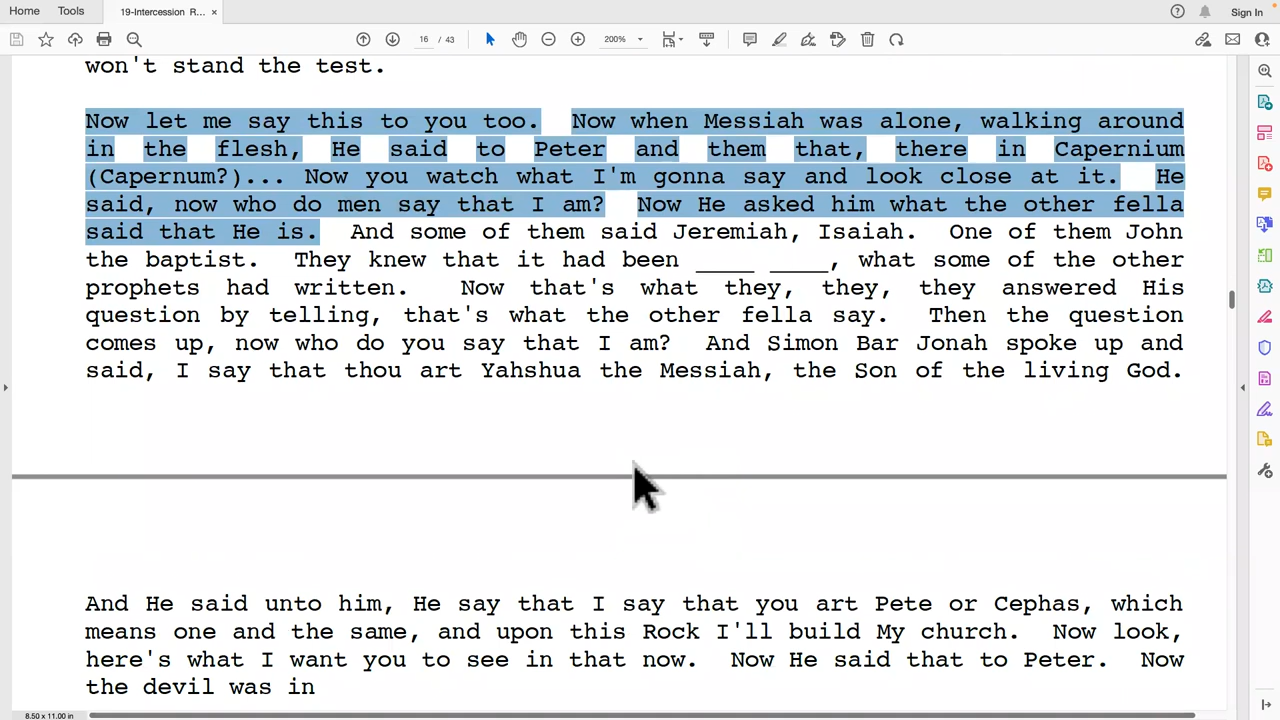 Home Tools 19-Intercession R... × Sign In
16 / 43 200%
won't stand the test.
Now let me say this to you too. Now when Messiah was alone, walking around
in the flesh, He said to Peter and them that, there in Capernium
(Capernum?)... Now you watch what I'm gonna say and look close at it. He
said, now who do men say that I am? Now He asked him what the other fella
said that He is. And some of them said Jeremiah, Isaiah. One of them John
the baptist. They knew that it had been ____ ____, what some of the other
prophets had written. Now that's what they, they, they answered His
question by telling, that's what the other fella say. Then the question
comes up, now who do you say that I am? And Simon Bar Jonah spoke up and
said, I say that thou art Yahshua the Messiah, the Son of the living God.
And He said unto him, He say that I say that you art Pete or Cephas, which
means one and the same, and upon this Rock I'll build My church. Now look,
here's what I want you to see in that now. Now He said that to Peter. Now
the devil was in
8.50 x 11.00 in